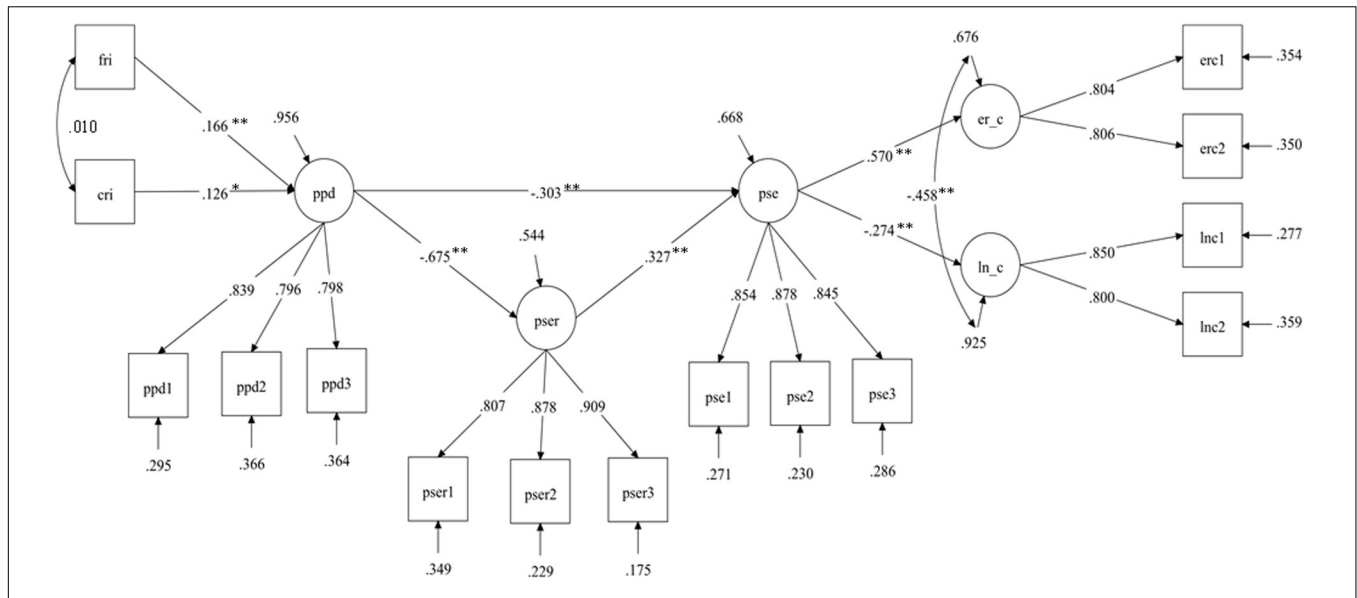 fri
.676
erc1
.354
.804
.010
.166**
.956
.668
er_c
.570**
.806
erc2
.350
cri
.126*
ppd
-.303**
pse
-.458**
-.675**
.544
.327**
-.274**
lnc1
.277
.850
ln_c
.839
.796
.798
pser
.854
.878
.845
.800
lnc2
.359
.925
ppd1
ppd2
ppd3
pse1
pse2
pse3
.807
.878
.909
.295
.366
.364
.271
.230
.286
pser1
pser2
pser3
.349
.229
.175